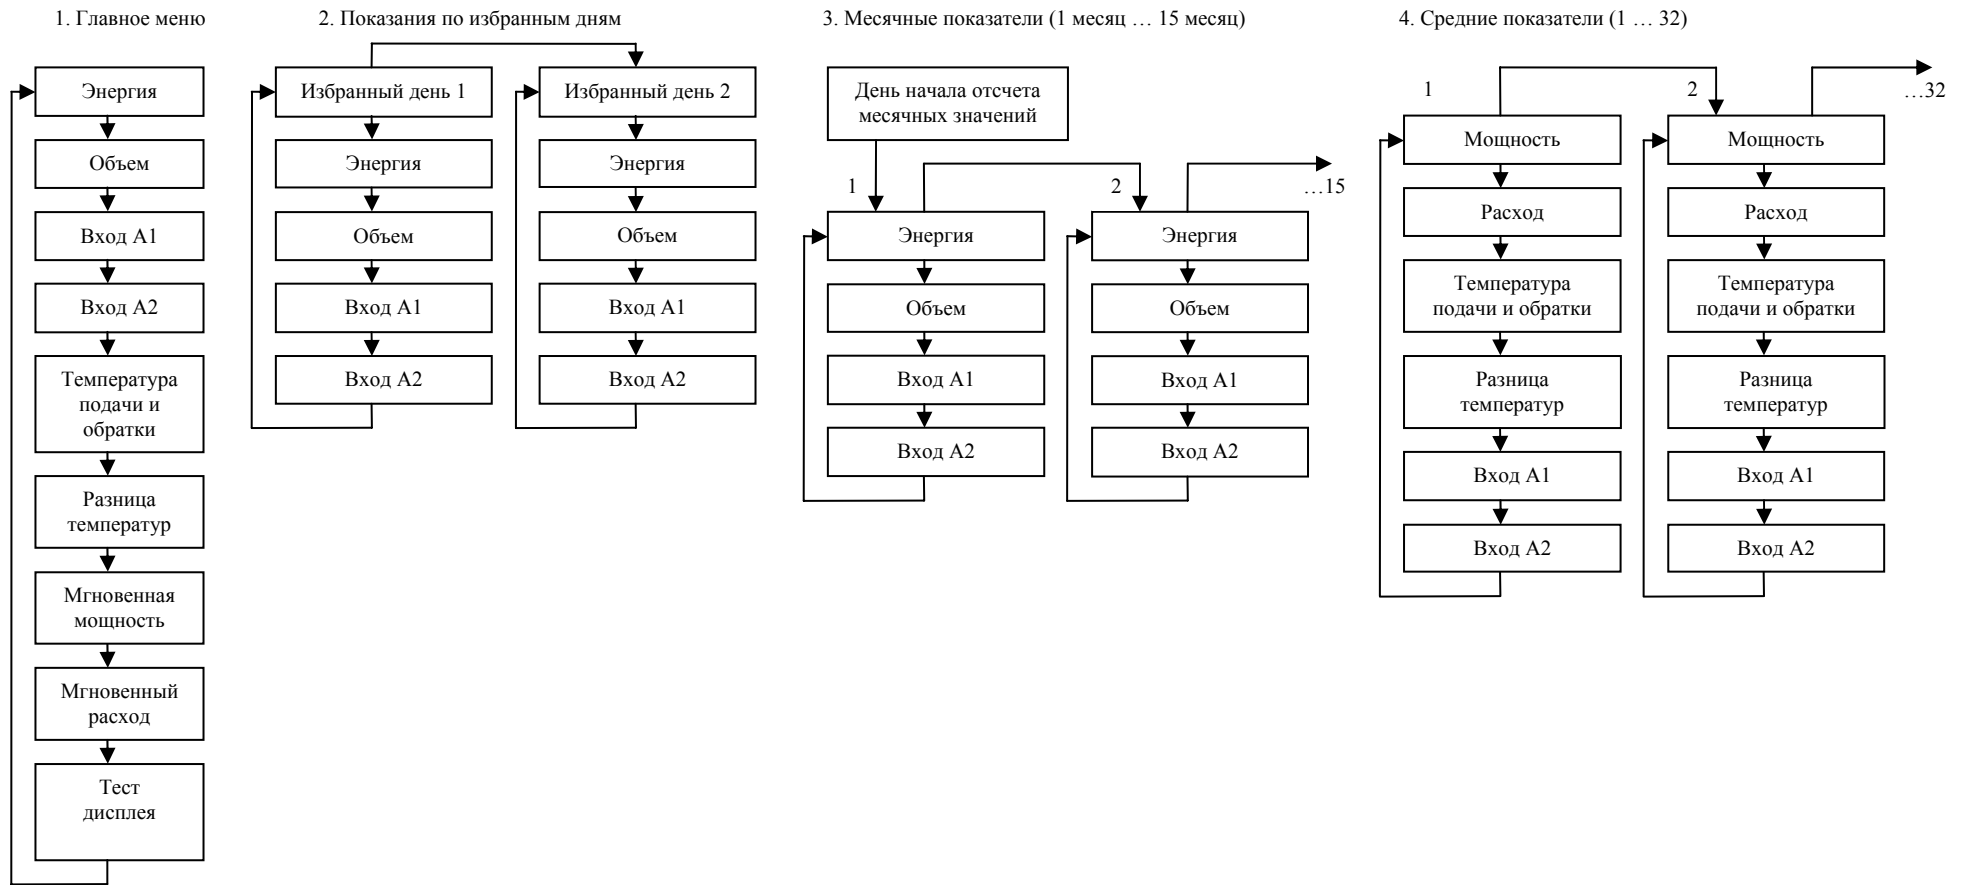 1. Главное меню
Энергия
Объем
Вход А1
Вход А2
Температура
подачи и
обратки
Разница
температур
Мгновенная
мощность
Мгновенный
расход
Тест
дисплея
2. Показания по избранным дням
Избранный день 1
Энергия
Объем
Вход А1
Вход А2
Избранный день 2
Энергия
Объем
Вход А1
Вход А2
3. Месячные показатели (1 месяц … 15 месяц)
День начала отсчета
месячных значений
1
Энергия
Объем
Вход А1
Вход А2
2
Энергия
Объем
Вход А1
Вход А2
…15
4. Средние показатели (1 … 32)
1
Мощность
Расход
Температура
подачи и обратки
Разница
температур
Вход А1
Вход А2
2
Мощность
Расход
Температура
подачи и обратки
Разница
температур
Вход А1
Вход А2
…32